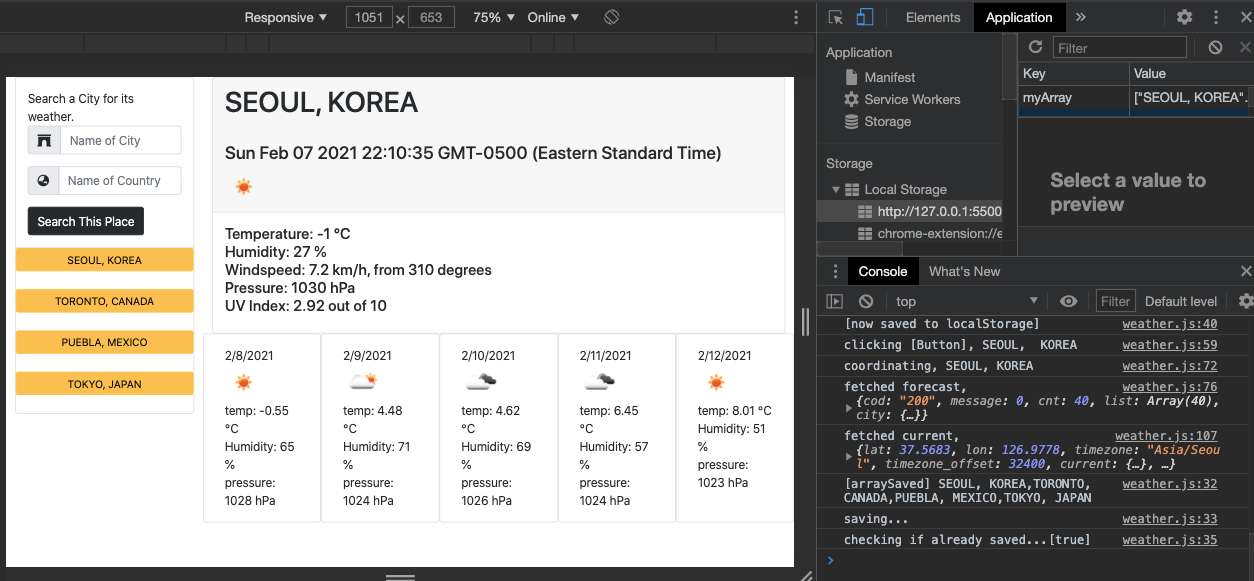 Responsive ▼ 1051 × 653 75% ▼ Online ▼
Elements Application »
Search a City for its
weather.
Name of City
Name of Country
Search This Place
SEOUL, KOREA
TORONTO, CANADA
PUEBLA, MEXICO
TOKYO, JAPAN
SEOUL, KOREA
Sun Feb 07 2021 22:10:35 GMT-0500 (Eastern Standard Time)
Temperature: -1 °C
Humidity: 27 %
Windspeed: 7.2 km/h, from 310 degrees
Pressure: 1030 hPa
UV Index: 2.92 out of 10
2/8/2021
temp: -0.55
°C
Humidity: 65
%
pressure:
1028 hPa
2/9/2021
temp: 4.48
°C
Humidity: 71
%
pressure:
1024 hPa
2/10/2021
temp: 4.62
°C
Humidity: 69
%
pressure:
1026 hPa
2/11/2021
temp: 6.45
°C
Humidity: 57
%
pressure:
1024 hPa
2/12/2021
temp: 8.01 °C
Humidity: 51
%
pressure:
1023 hPa
Application
Manifest
Service Workers
Storage
Storage
Local Storage
http://127.0.0.1:5500
chrome-extension://e
Filter
Key Value
myArray ["SEOUL, KOREA".
Select a value to
preview
Console What's New
top ▼ Filter Default level
[now saved to localStorage] weather.js:40
clicking [Button], SEOUL,  KOREA weather.js:59
coordinating, SEOUL, KOREA weather.js:72
fetched forecast, weather.js:76
{cod: "200", message: 0, cnt: 40, list: Array(40),
city: {…}}
fetched current, weather.js:107
{lat: 37.5683, lon: 126.9778, timezone: "Asia/Seou
l", timezone_offset: 32400, current: {…}, …}
[arraySaved] SEOUL, KOREA,TORONTO, weather.js:32
CANADA,PUEBLA, MEXICO,TOKYO, JAPAN
saving... weather.js:33
checking if already saved...[true] weather.js:35